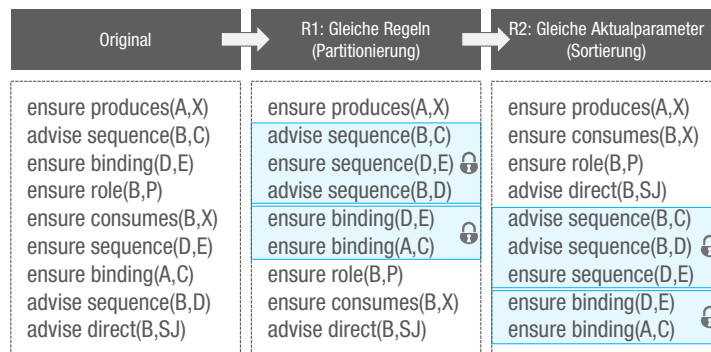 Original
R1: Gleiche Regeln
(Partitionierung)
R2: Gleiche Aktualparameter
(Sortierung)
ensure produces(A,X)
advise sequence(B,C)
ensure binding(D,E)
ensure role(B,P)
ensure consumes(B,X)
ensure sequence(D,E)
ensure binding(A,C)
advise sequence(B,D)
advise direct(B,SJ)
ensure produces(A,X)
advise sequence(B,C)
ensure sequence(D,E)
advise sequence(B,D)
ensure binding(D,E)
ensure binding(A,C)
ensure role(B,P)
ensure consumes(B,X)
advise direct(B,SJ)
ensure produces(A,X)
ensure consumes(B,X)
ensure role(B,P)
advise direct(B,SJ)
advise sequence(B,C)
advise sequence(B,D)
ensure sequence(D,E)
ensure binding(D,E)
ensure binding(A,C)